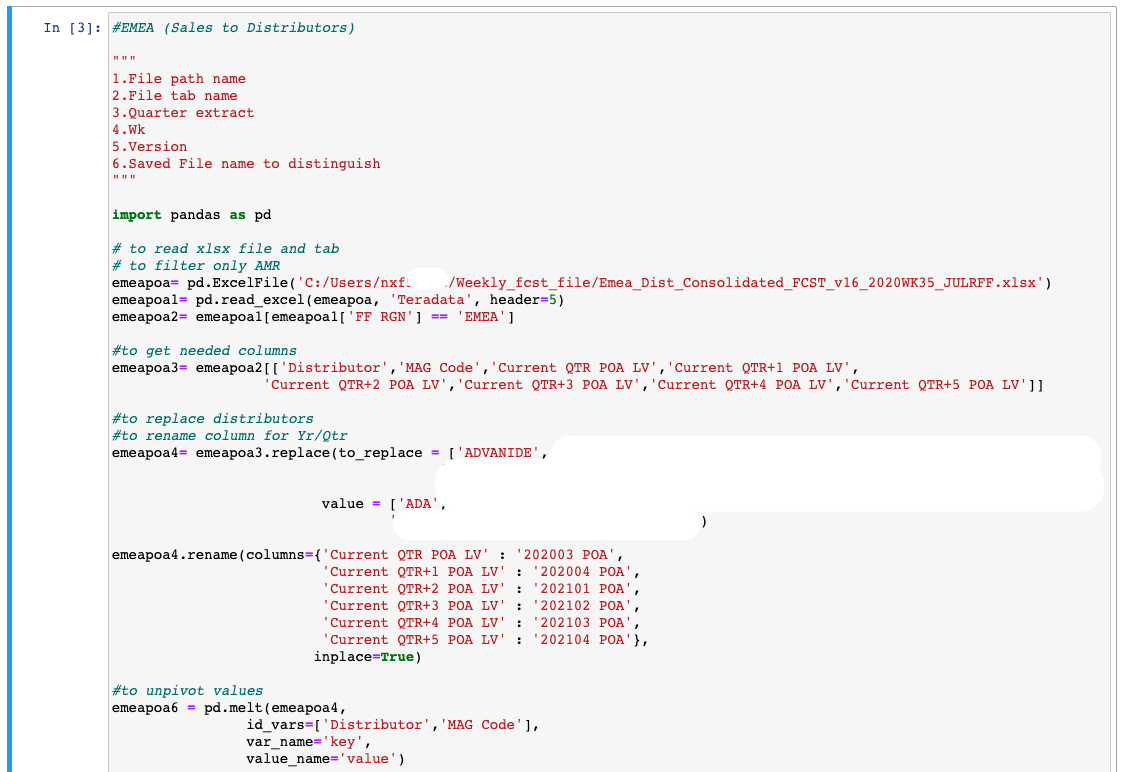 In [3]: #EMEA (Sales to Distributors)
"""
1.File path name
2.File tab name
3.Quarter extract
4.Wk
5.Version
6.Saved File name to distinguish
"""
import pandas as pd
# to read xlsx file and tab
# to filter only AMR
emeapoa= pd.ExcelFile('C:/Users/nxf /Weekly_fcst_file/Emea_Dist_Consolidated_FCST_v16_2020WK35_JULRFF.xlsx')
emeapoa1= pd.read_excel(emeapoa, 'Teradata', header=5)
emeapoa2= emeapoa1[emeapoa1['FF RGN'] == 'EMEA']
#to get needed columns
emeapoa3= emeapoa2[['Distributor','MAG Code','Current QTR POA LV','Current QTR+1 POA LV',
'Current QTR+2 POA LV','Current QTR+3 POA LV','Current QTR+4 POA LV','Current QTR+5 POA LV']]
#to replace distributors
#to rename column for Yr/Qtr
emeapoa4= emeapoa3.replace(to_replace = ['ADVANIDE',
value = ['ADA',
' )
emeapoa4.rename(columns={'Current QTR POA LV' : '202003 POA',
'Current QTR+1 POA LV' : '202004 POA',
'Current QTR+2 POA LV' : '202101 POA',
'Current QTR+3 POA LV' : '202102 POA',
'Current QTR+4 POA LV' : '202103 POA',
'Current QTR+5 POA LV' : '202104 POA'},
inplace=True)
#to unpivot values
emeapoa6 = pd.melt(emeapoa4,
id_vars=['Distributor','MAG Code'],
var_name='key',
value_name='value')